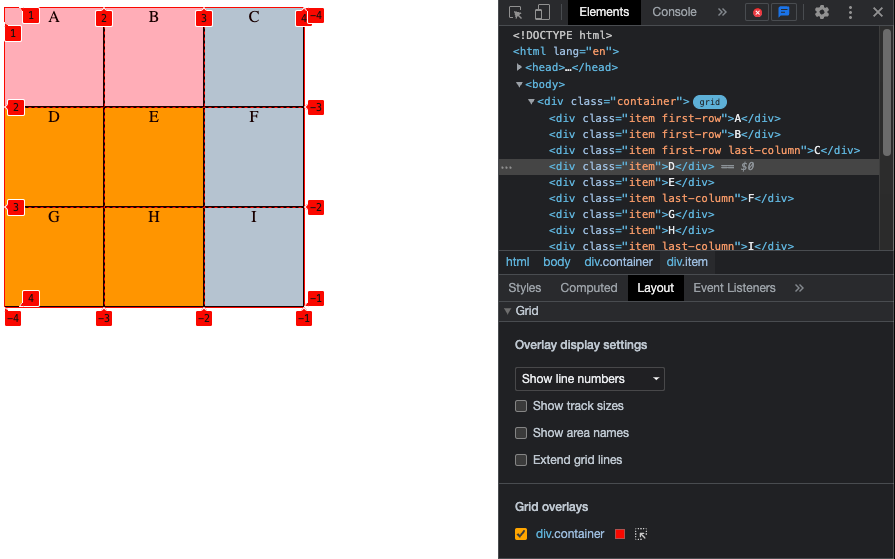 1 A 2 B 3 C 4 −4
1
2 D E F −3
3 G H I −2
4 −1
−4 −3 −2 −1
Elements Console »
<!DOCTYPE html>
<html lang="en">
<head>…</head>
<body>
<div class="container"> grid
<div class="item first-row">A</div>
<div class="item first-row">B</div>
<div class="item first-row last-column">C</div>
… <div class="item">D</div> == $0
<div class="item">E</div>
<div class="item last-column">F</div>
<div class="item">G</div>
<div class="item">H</div>
<div class="item last-column">I</div>
html body div.container div.item
Styles Computed Layout Event Listeners »
Grid
Overlay display settings
Show line numbers
Show track sizes
Show area names
Extend grid lines
Grid overlays
div.container